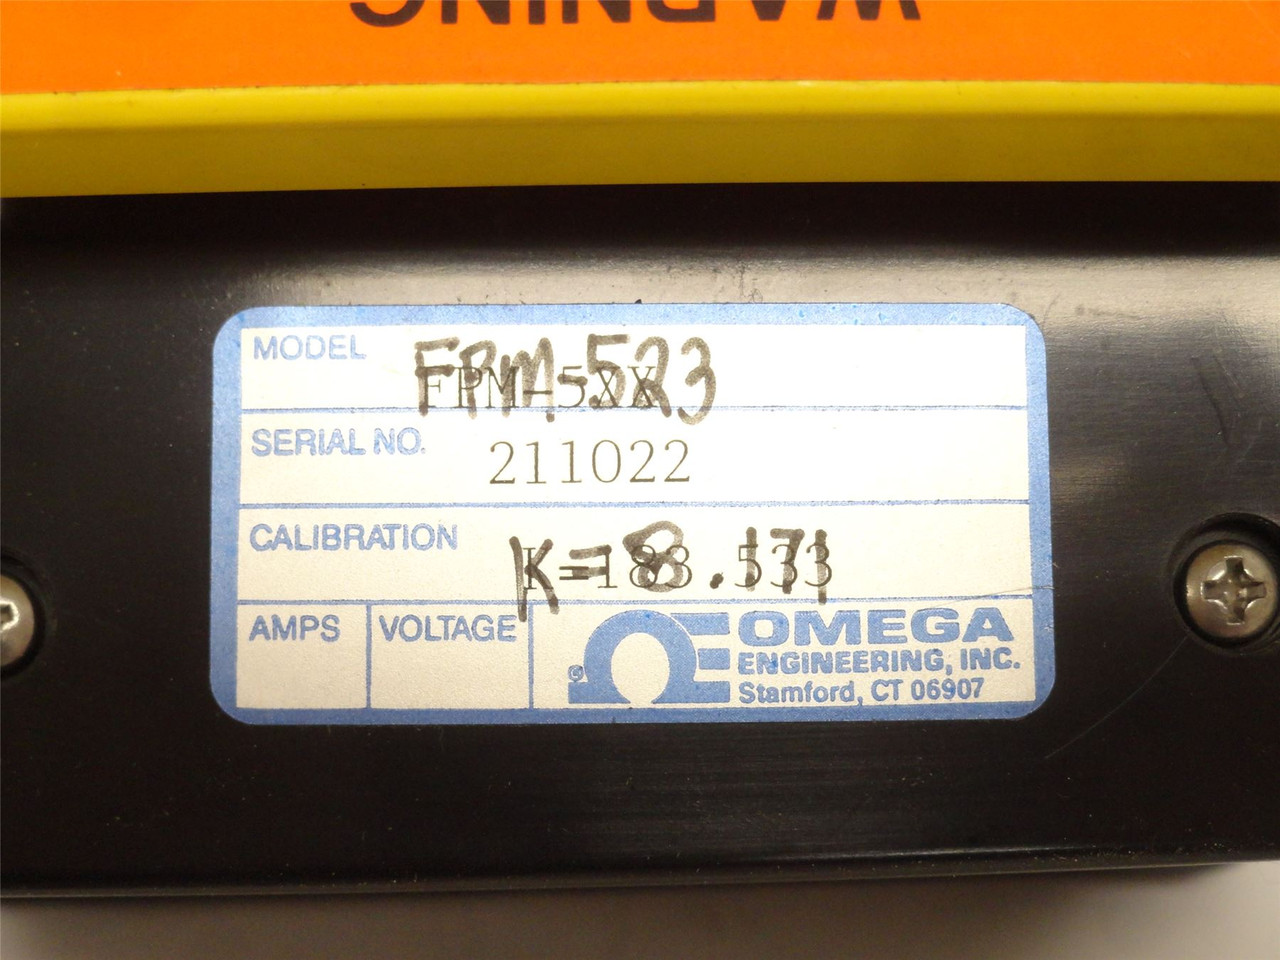 WARNING
MODEL FPM-5XX FPM-523
SERIAL NO. 211022
CALIBRATION K=183.533 K=8.171
AMPS VOLTAGE OMEGA
ENGINEERING, INC.
Stamford, CT 06907